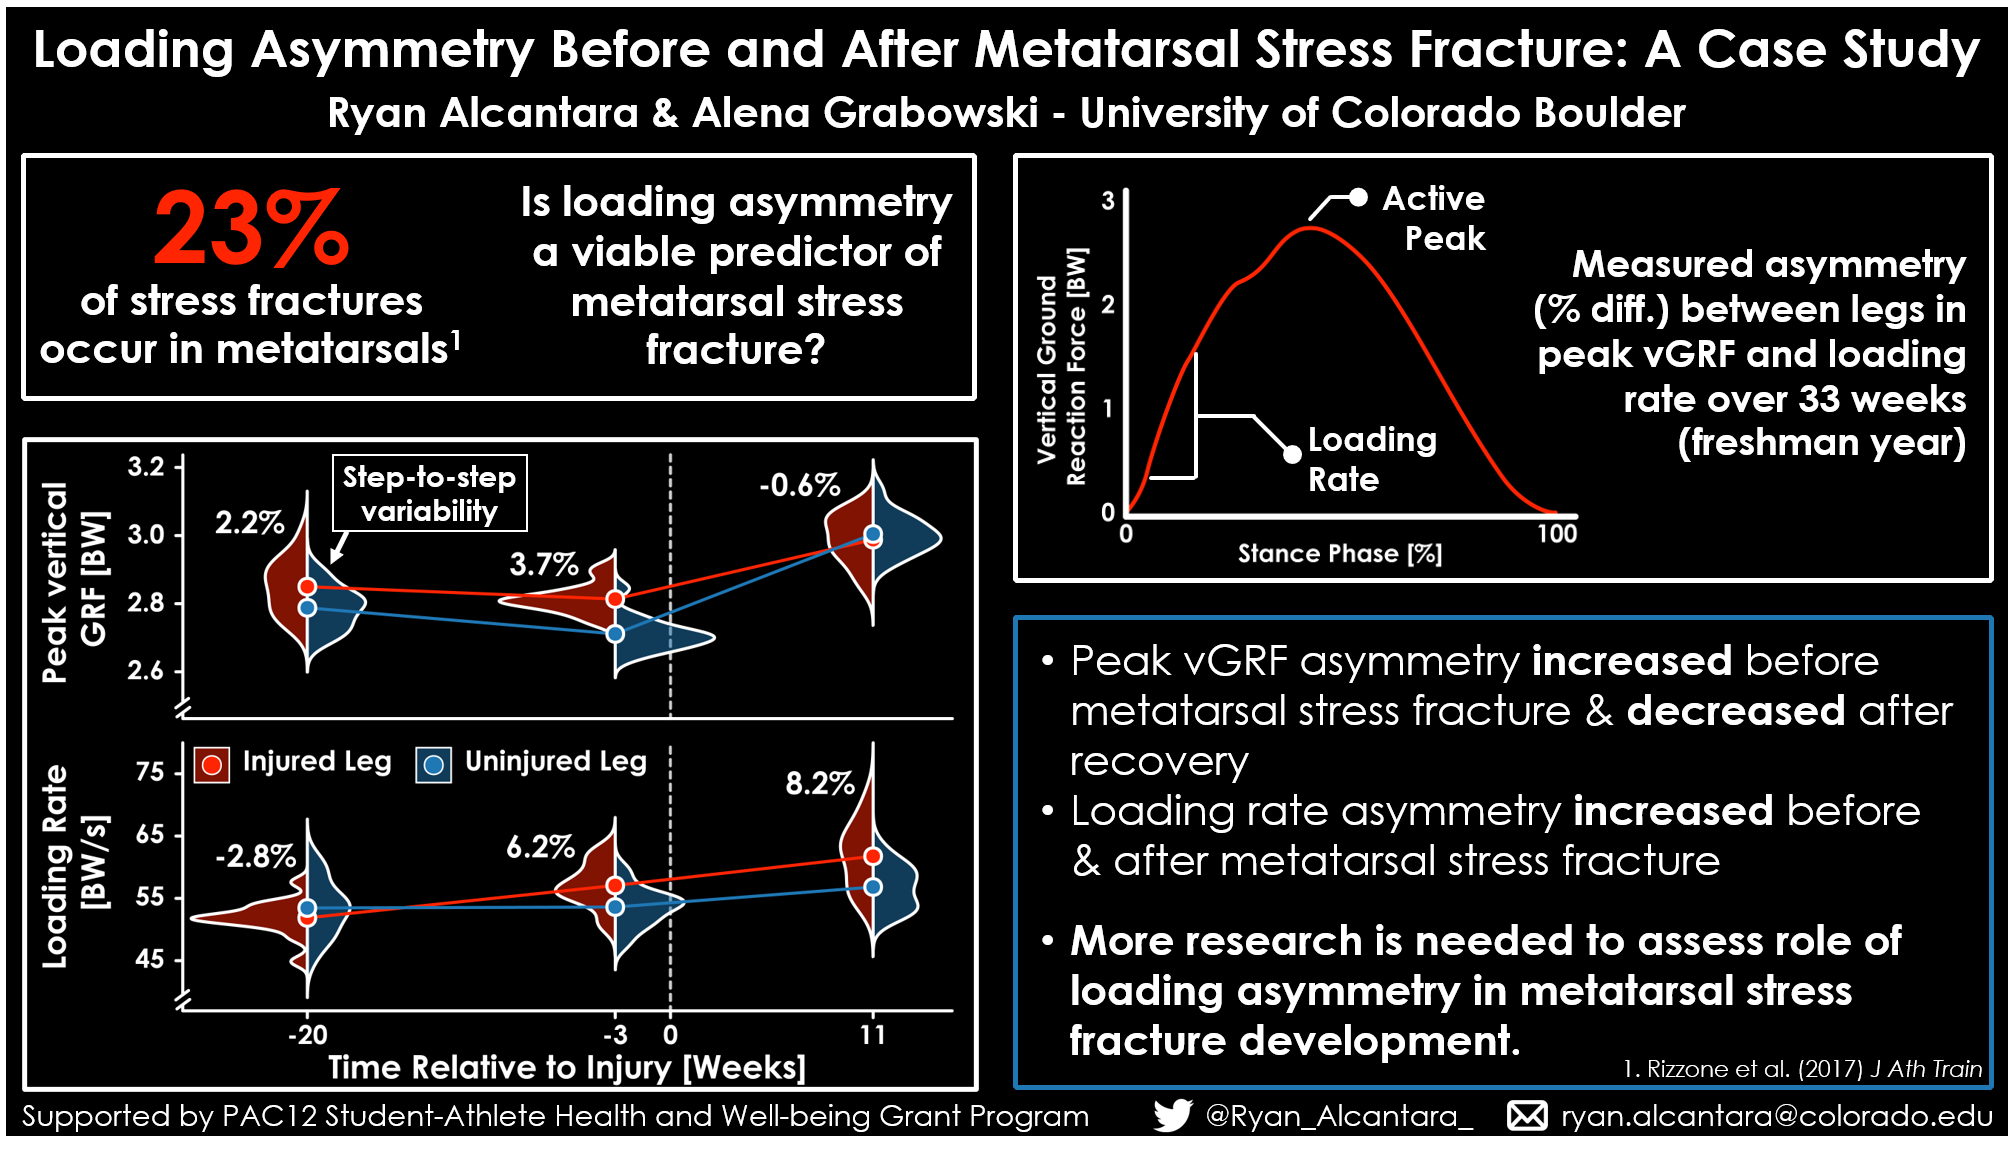 Loading Asymmetry Before and After Metatarsal Stress Fracture: A Case Study
Ryan Alcantara & Alena Grabowski - University of Colorado Boulder
23%
of stress fractures
occur in metatarsals1
Is loading asymmetry
a viable predictor of
metatarsal stress
fracture?
3
2
1
0
Vertical Ground
Reaction Force [BW]
Active
Peak
Loading
Rate
0
100
Stance Phase [%]
Measured asymmetry
(% diff.) between legs in
peak vGRF and loading
rate over 33 weeks
(freshman year)
Peak vertical
GRF [BW]
3.2
3.0
2.8
2.6
2.2%
Step-to-step
variability
3.7%
-0.6%
Injured Leg
Uninjured Leg
Loading Rate
[BW/s]
75
65
55
45
-2.8%
6.2%
8.2%
-20
-3
0
11
Time Relative to Injury [Weeks]
• Peak vGRF asymmetry increased before
metatarsal stress fracture & decreased after
recovery
• Loading rate asymmetry increased before
& after metatarsal stress fracture
• More research is needed to assess role of
loading asymmetry in metatarsal stress
fracture development.
1. Rizzone et al. (2017) J Ath Train
Supported by PAC12 Student-Athlete Health and Well-being Grant Program
@Ryan_Alcantara_
ryan.alcantara@colorado.edu